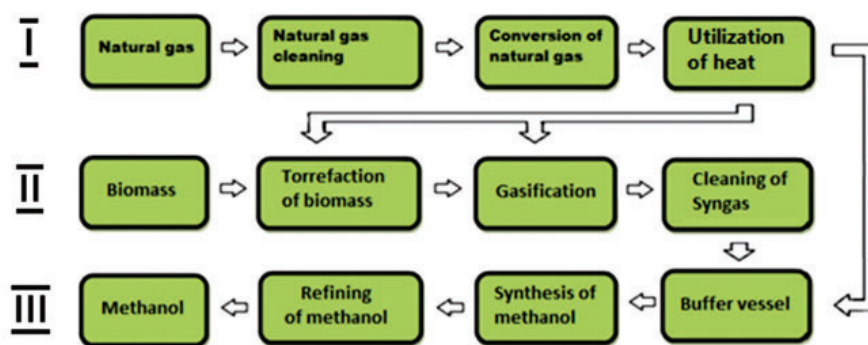 I
Natural gas
Natural gas
cleaning
Conversion of
natural gas
Utilization
of heat
II
Biomass
Torrefaction
of biomass
Gasification
Cleaning of
Syngas
III
Methanol
Refining
of methanol
Synthesis of
methanol
Buffer vessel